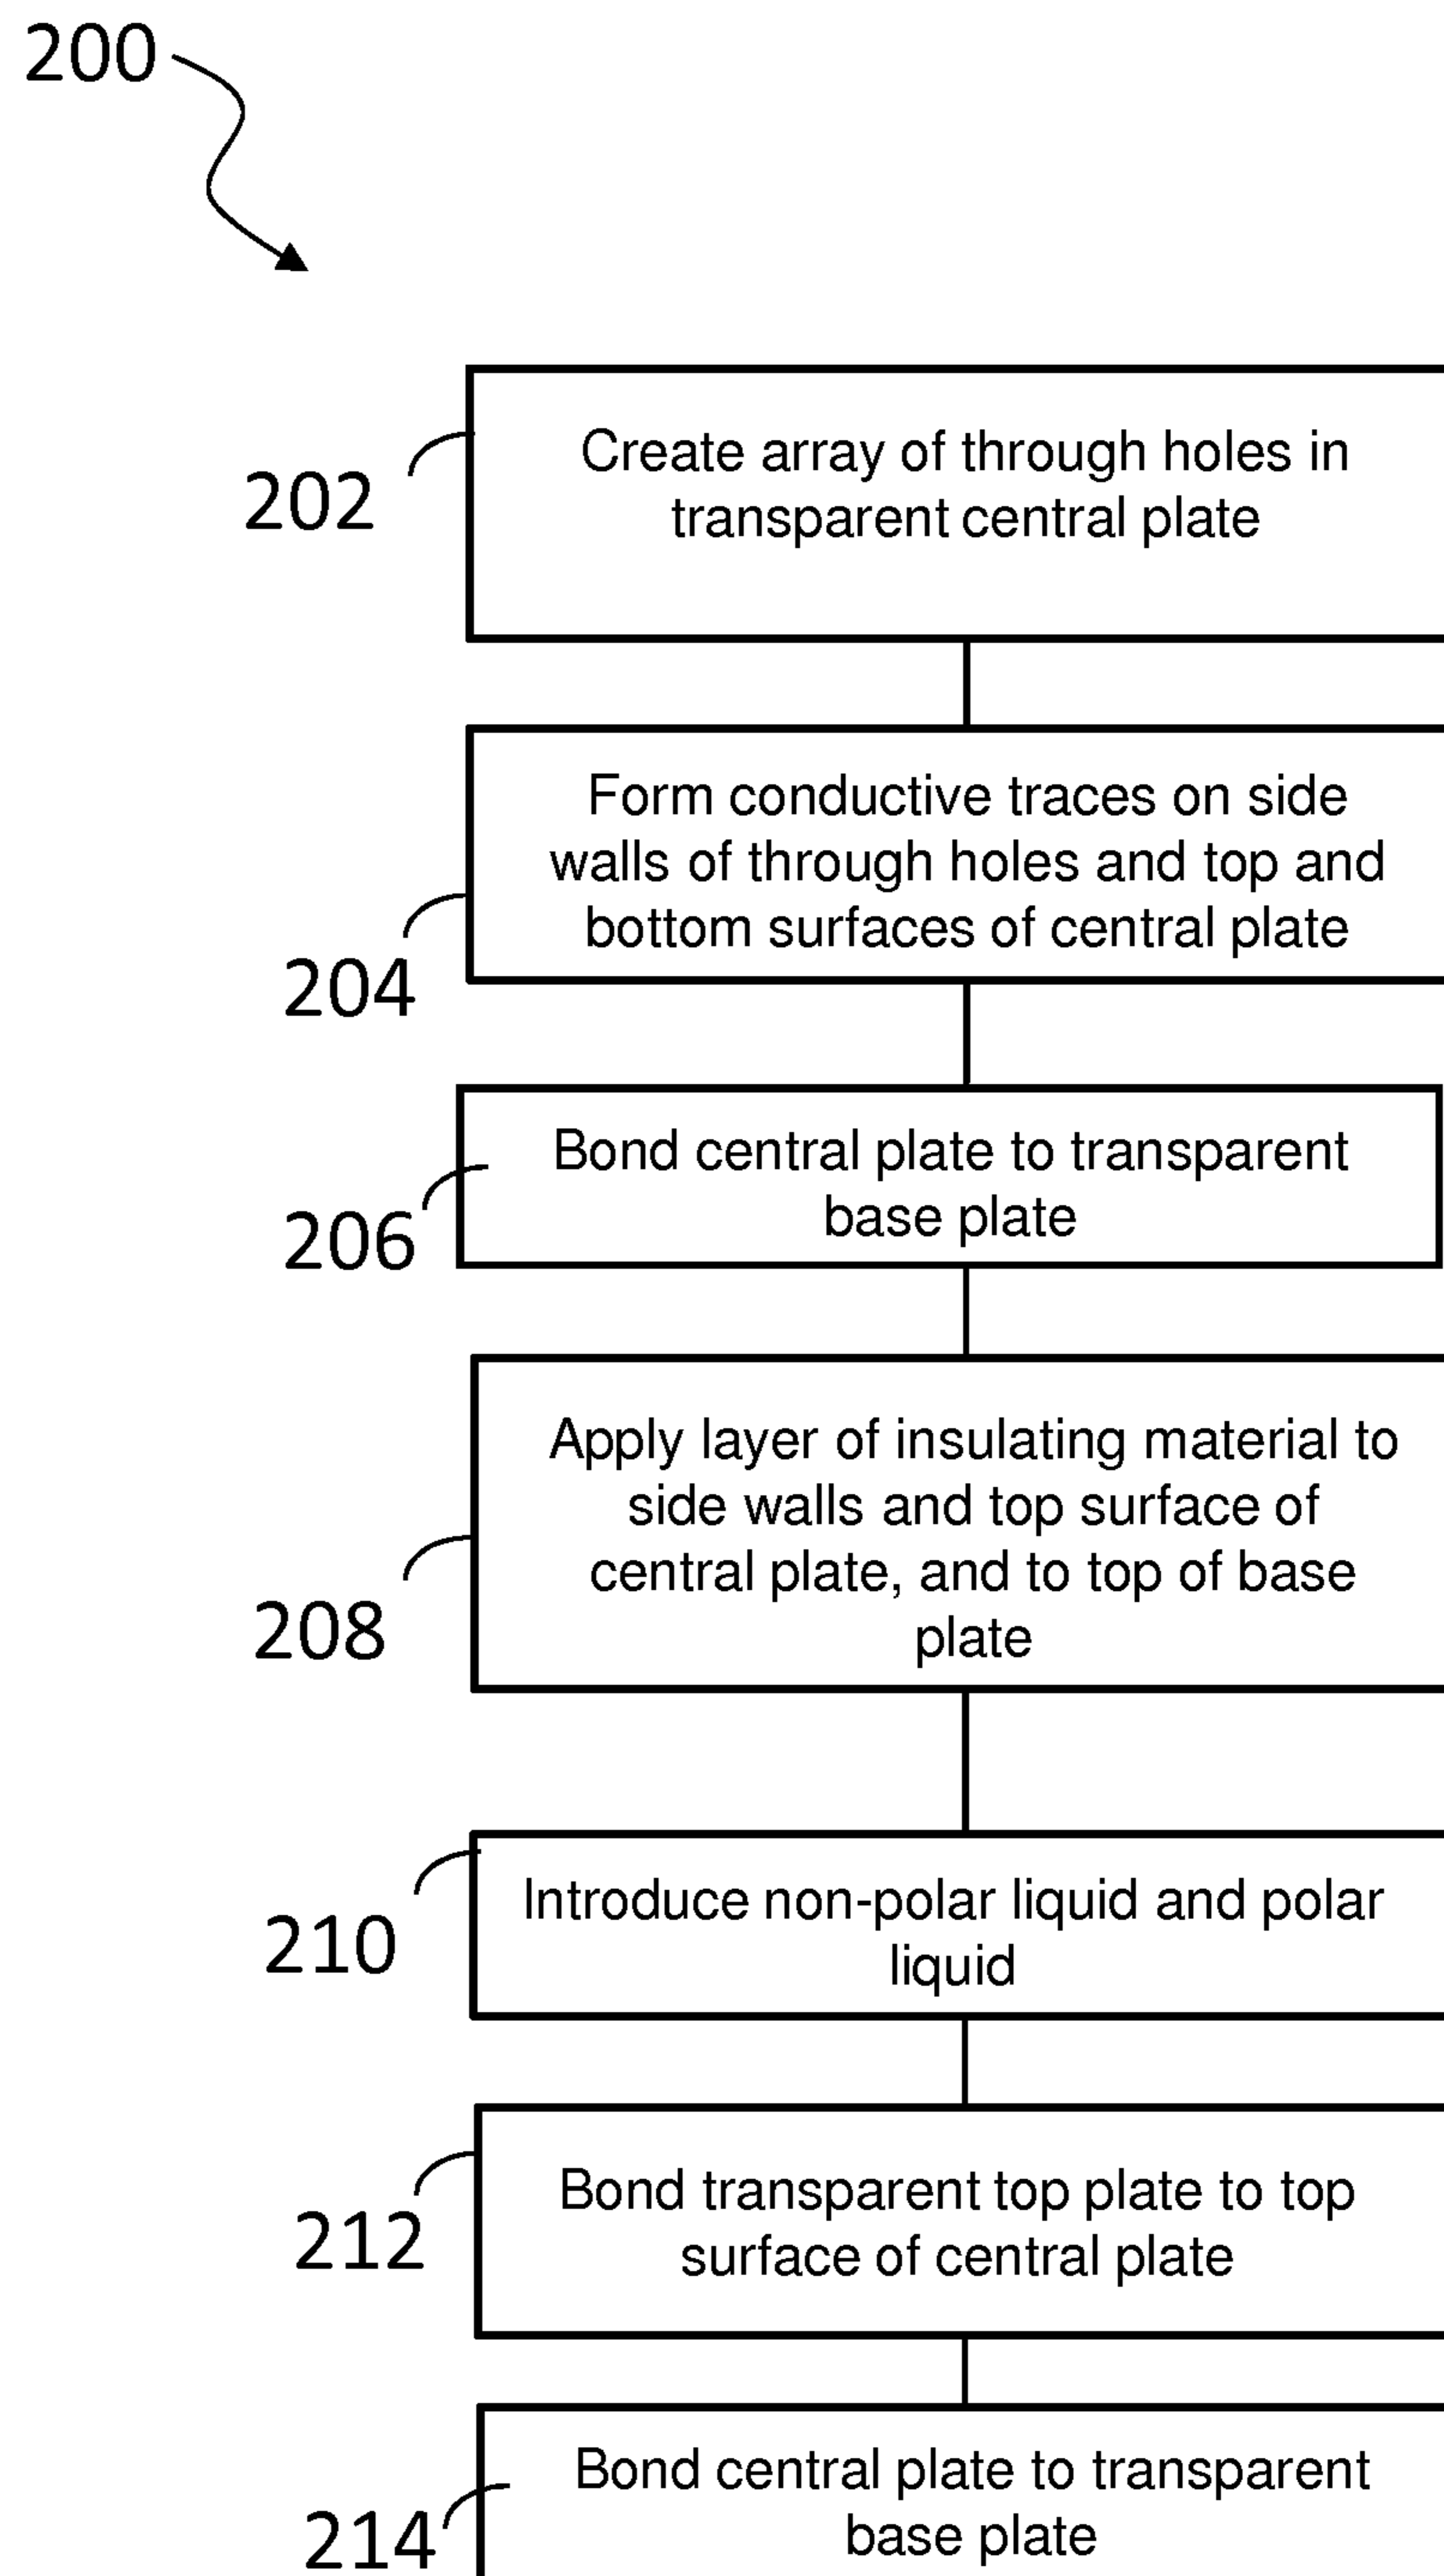 200
202
Create array of through holes in
transparent central plate
204
Form conductive traces on side
walls of through holes and top and
bottom surfaces of central plate
206
Bond central plate to transparent
base plate
208
Apply layer of insulating material to
side walls and top surface of
central plate, and to top of base
plate
210
Introduce non-polar liquid and polar
liquid
212
Bond transparent top plate to top
surface of central plate
214
Bond central plate to transparent
base plate